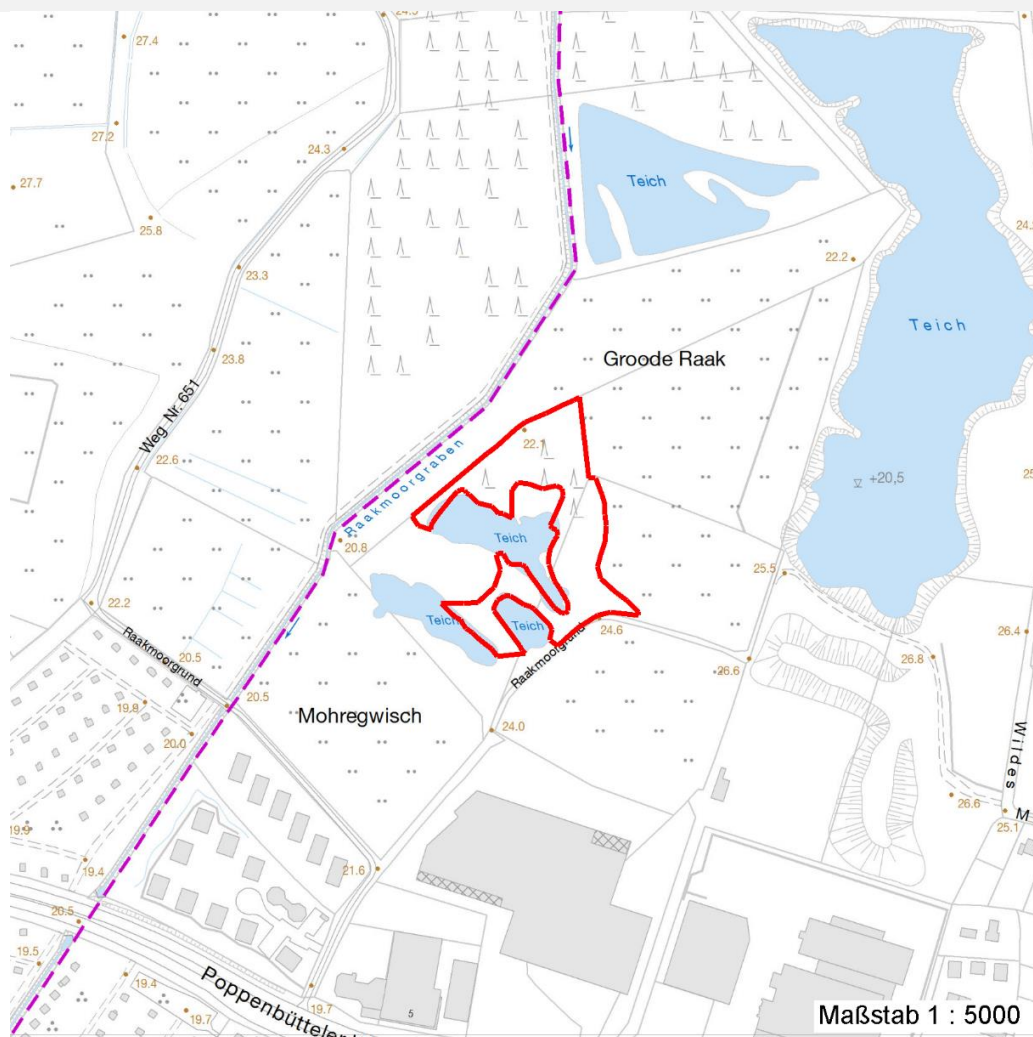 24.5
27.4
27.2
24.3
27.7
Teich
25.8
24.
22.2
23.3
Teich
23.8
Groode Raak
Weg Nr. 651
22.1
22.6
Raakmoorgraben
+20,5
25
20.8
Teich
25.5
22.2
Teich
Teich
24.6
26.4
Raakmoorgrund
Raakmoorgrund
20.5
26.6
26.8
19.8
20.5
Mohregwisch
24.0
20.0
Wildes
26.6
M
25.1
19.9
19.4
21.6
20.5
19.5
19.4
Poppenbütteler
19.7
19.7
5
Maßstab 1 : 5000